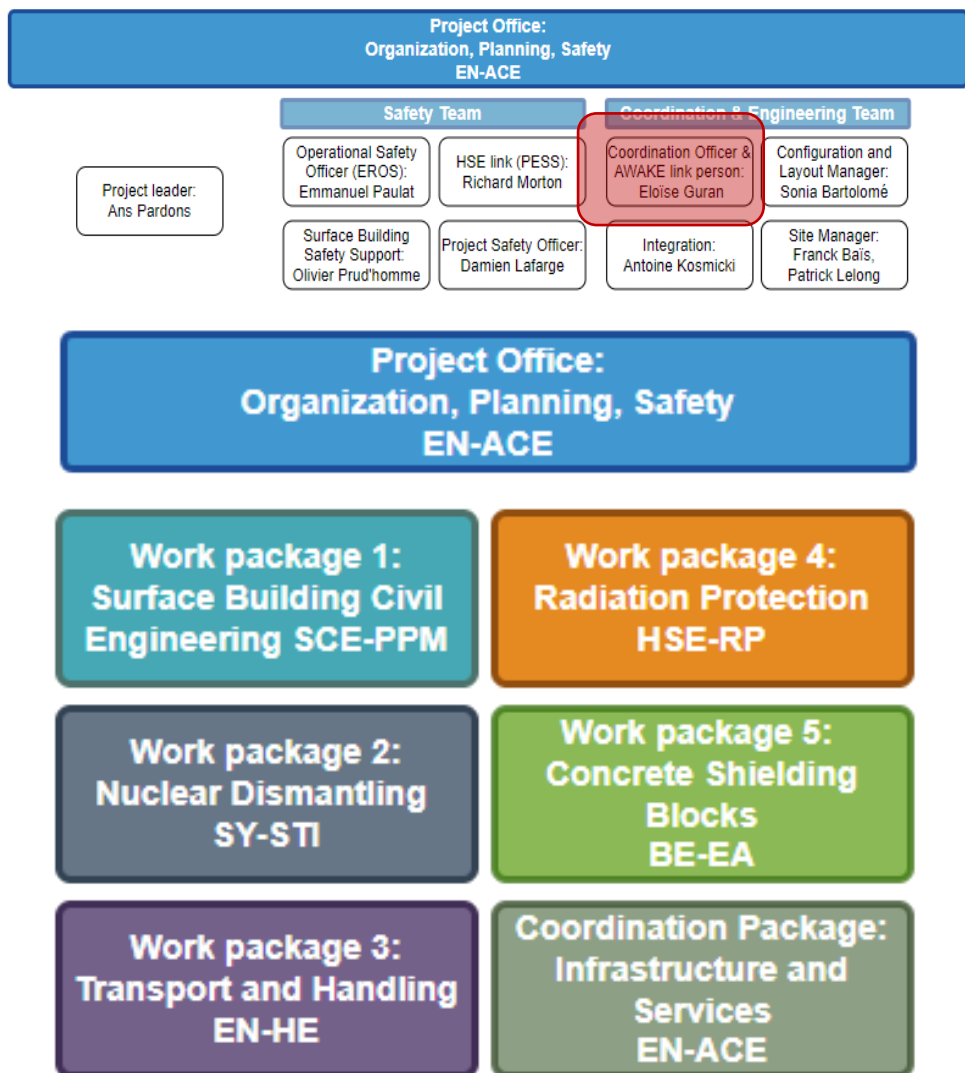 Project Office:
Organization, Planning, Safety
EN-ACE
Safety Team
Coordination & Engineering Team
Project leader:
Ans Pardons
Operational Safety
Officer (EROS):
Emmanuel Paulat
HSE link (PESS):
Richard Morton
Coordination Officer &
AWAKE link person:
Eloïse Guran
Configuration and
Layout Manager:
Sonia Bartolomé
Surface Building
Safety Support:
Olivier Prud'homme
Project Safety Officer:
Damien Lafarge
Integration:
Antoine Kosmicki
Site Manager:
Franck Baïs,
Patrick Lelong
Project Office:
Organization, Planning, Safety
EN-ACE
Work package 1:
Surface Building Civil
Engineering SCE-PPM
Work package 4:
Radiation Protection
HSE-RP
Work package 2:
Nuclear Dismantling
SY-STI
Work package 5:
Concrete Shielding
Blocks
BE-EA
Work package 3:
Transport and Handling
EN-HE
Coordination Package:
Infrastructure and
Services
EN-ACE